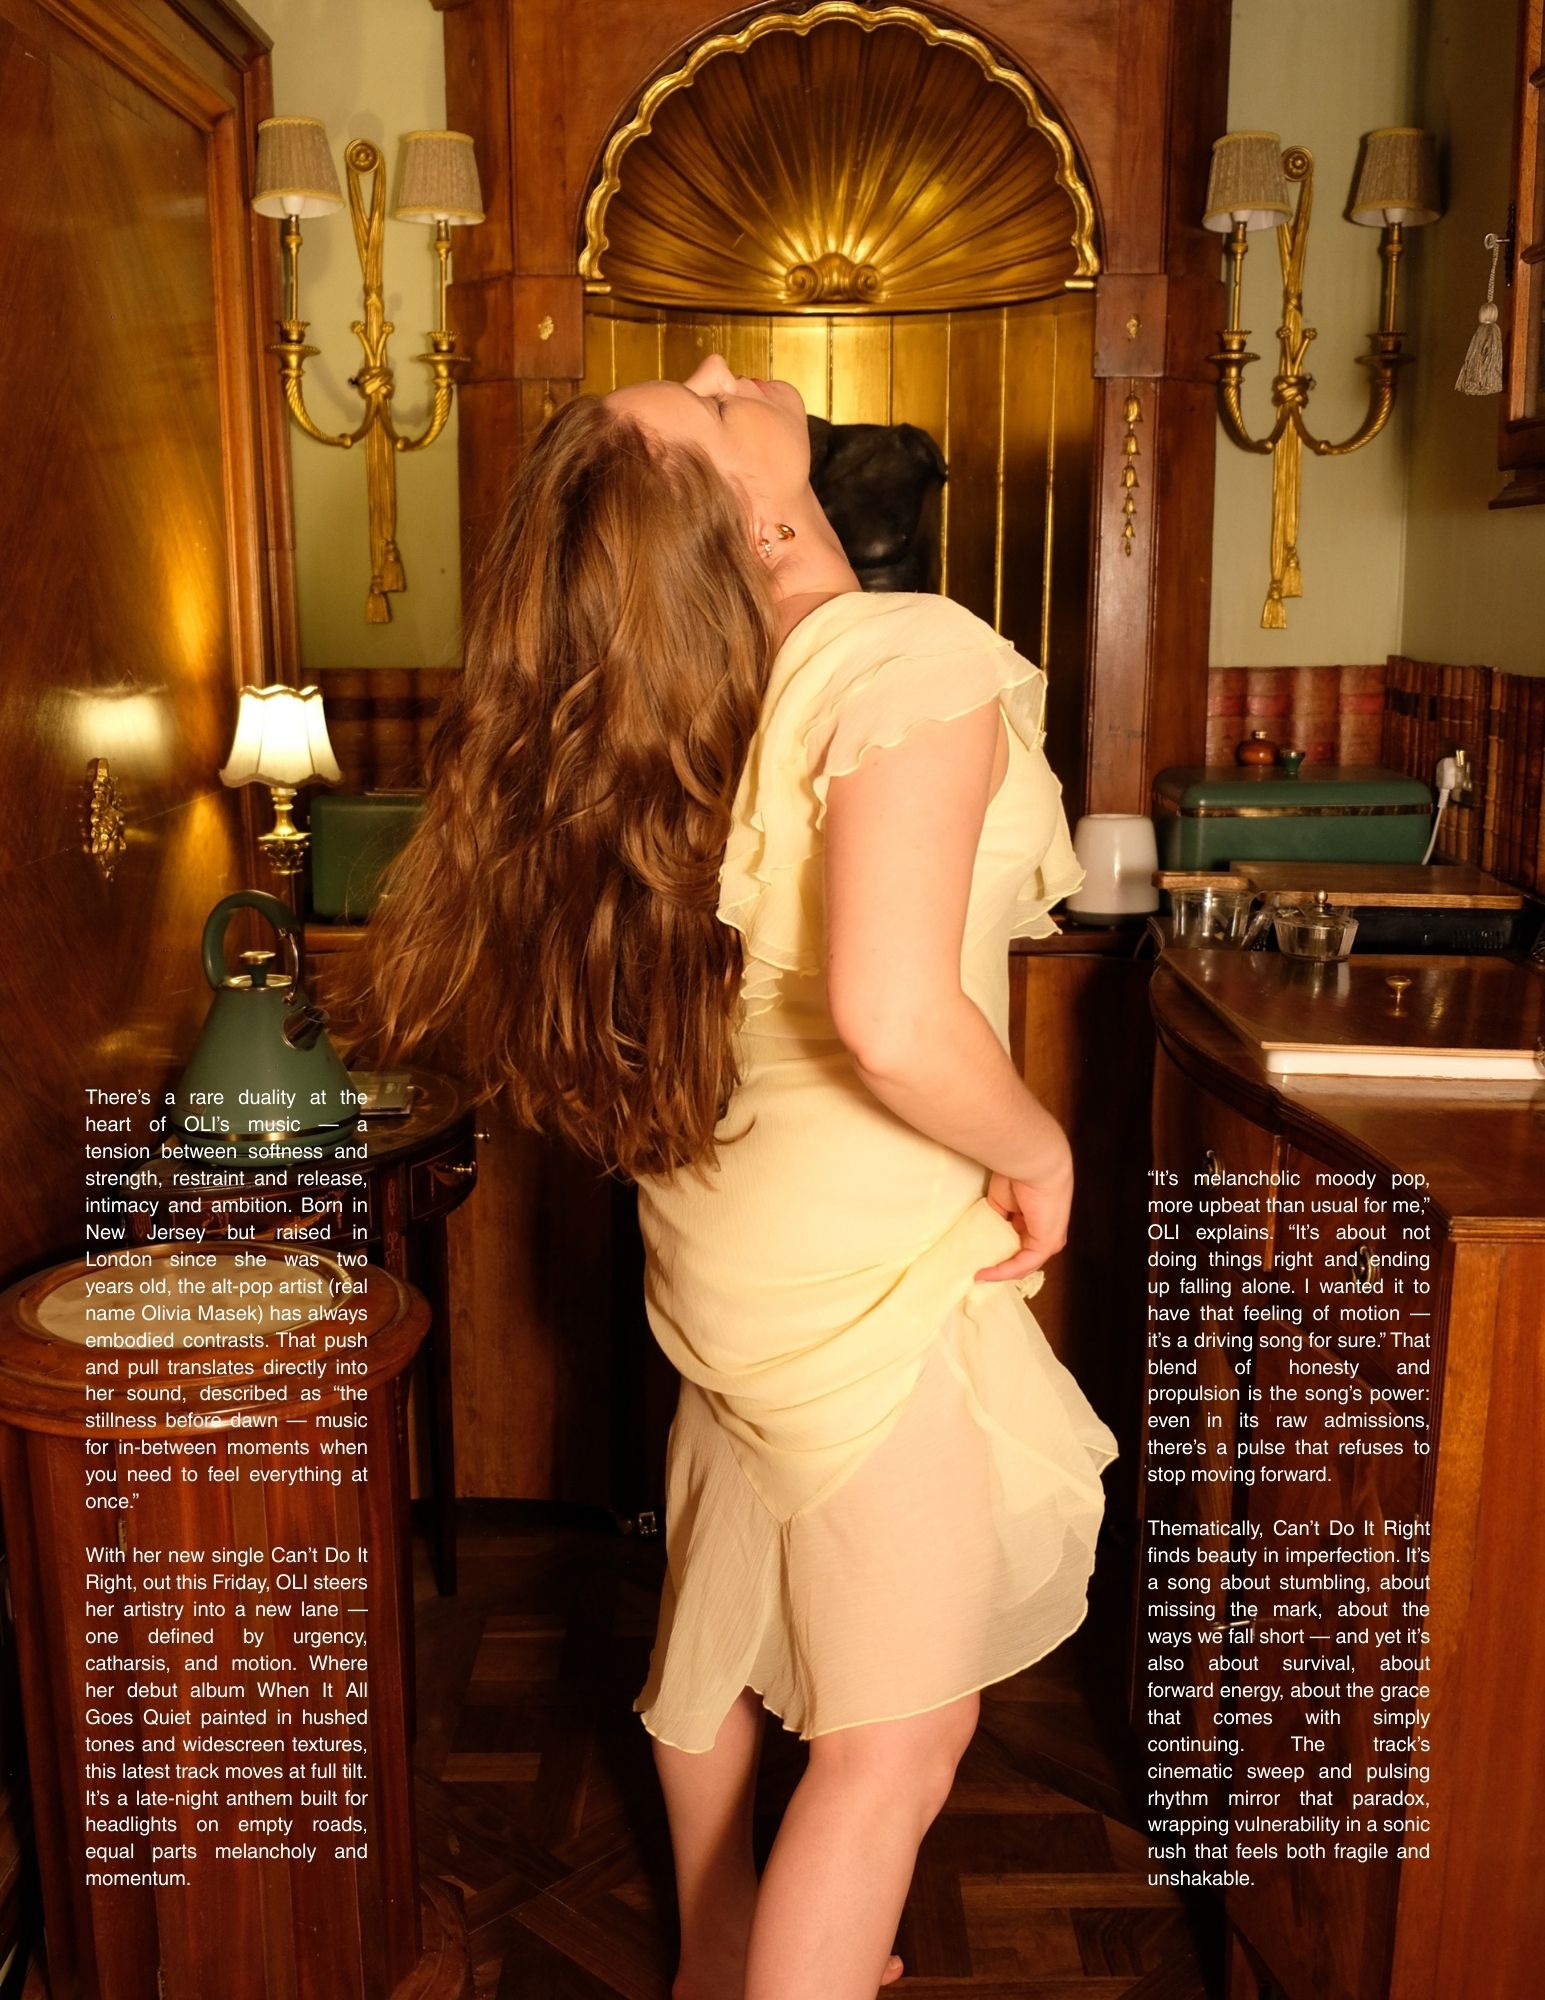 There’s a rare duality at the
heart of OLI’s music — a
tension between softness and
strength, restraint and release,
intimacy and ambition. Born in
New Jersey but raised in
London since she was two
years old, the alt-pop artist (real
name Olivia Masek) has always
embodied contrasts. That push
and pull translates directly into
her sound, described as “the
stillness before dawn — music
for in-between moments when
you need to feel everything at
once.”
With her new single Can’t Do It
Right, out this Friday, OLI steers
her artistry into a new lane —
one defined by urgency,
catharsis, and motion. Where
her debut album When It All
Goes Quiet painted in hushed
tones and widescreen textures,
this latest track moves at full tilt.
It’s a late-night anthem built for
headlights on empty roads,
equal parts melancholy and
momentum.
“It’s melancholic moody pop,
more upbeat than usual for me,”
OLI explains. “It’s about not
doing things right and ending
up falling alone. I wanted it to
have that feeling of motion —
it’s a driving song for sure.” That
blend of honesty and
propulsion is the song’s power:
even in its raw admissions,
there’s a pulse that refuses to
stop moving forward.
Thematically, Can’t Do It Right
finds beauty in imperfection. It’s
a song about stumbling, about
missing the mark, about the
ways we fall short — and yet it’s
also about survival, about
forward energy, about the grace
that comes with simply
continuing. The track’s
cinematic sweep and pulsing
rhythm mirror that paradox,
wrapping vulnerability in a sonic
rush that feels both fragile and
unshakable.